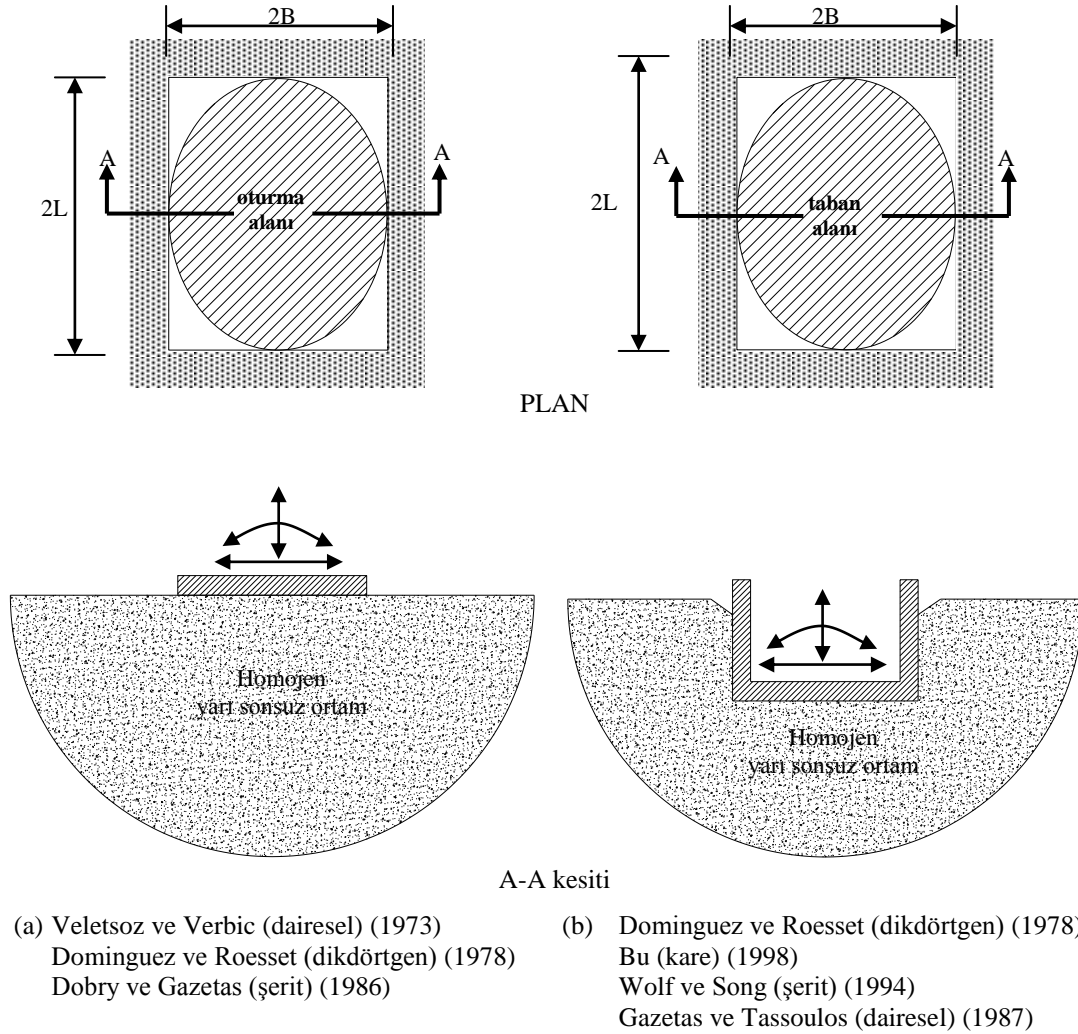 2B
2B
2L
A
A
oturma
alanı
2L
A
A
taban
alanı
PLAN
Homojen
yarı sonsuz ortam
Homojen
yarı sonsuz ortam
A-A kesiti
(a) Veletsoz ve Verbic (dairesel) (1973)
Dominguez ve Roesset (dikdörtgen) (1978)
Dobry ve Gazetas (şerit) (1986)
(b) Dominguez ve Roesset (dikdörtgen) (1978)
Bu (kare) (1998)
Wolf ve Song (şerit) (1994)
Gazetas ve Tassoulos (dairesel) (1987)